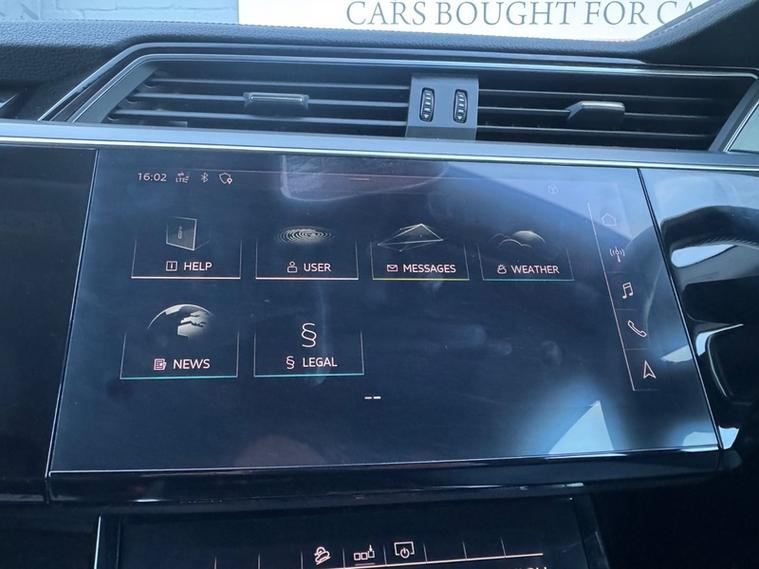 CARS BOUGHT FOR CA
16:02 LTE
HELP USER MESSAGES WEATHER
NEWS § LEGAL